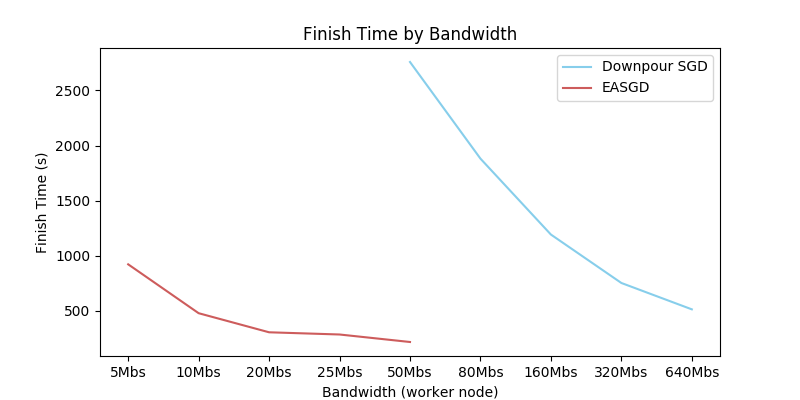 Finish Time by Bandwidth
Downpour SGD
EASGD
Finish Time (s)
2500
2000
1500
1000
500
5Mbs 10Mbs 20Mbs 25Mbs 50Mbs 80Mbs 160Mbs 320Mbs 640Mbs
Bandwidth (worker node)